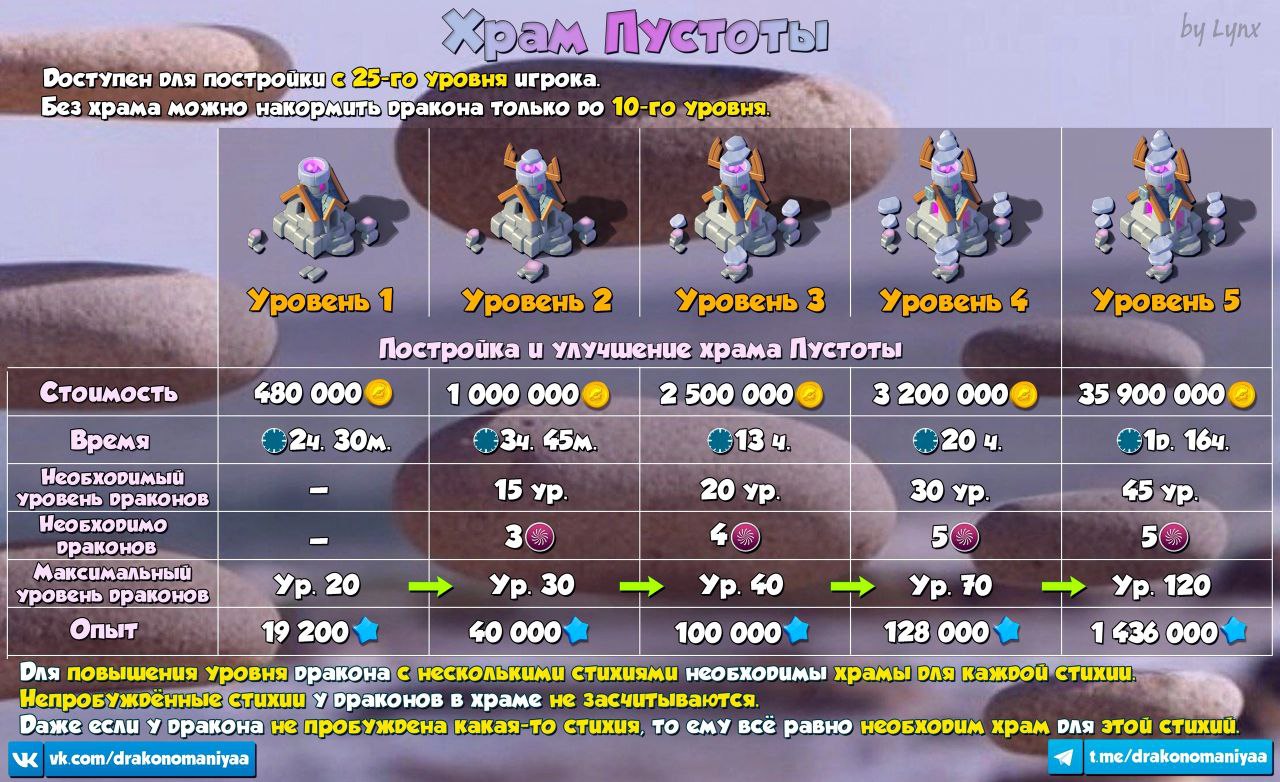 Храм Пустоты
by Lynx
Доступен для постройки с 25-го уровня игрока.
Без храма можно накормить дракона только до 10-го уровня.
Уровень 1 Уровень 2 Уровень 3 Уровень 4 Уровень 5
Постройка и улучшение храма Пустоты
Стоимость 480 000 1 000 000 2 500 000 3 200 000 35 900 000
Время 2ч. 30м. 3ч. 45м. 13 ч. 20 ч. 1д. 16ч.
Необходимый
уровень драконов – 15 ур. 20 ур. 30 ур. 45 ур.
Необходимо
драконов – 3 4 5 5
Максимальный
уровень драконов Ур. 20 Ур. 30 Ур. 40 Ур. 70 Ур. 120
Опыт 19 200 40 000 100 000 128 000 1 436 000
Для повышения уровня дракона с несколькими стихиями необходимы храмы для каждой стихии.
Непробуждённые стихии у драконов в храме не засчитываются.
Даже если у дракона не пробуждена какая-то стихия, то ему всё равно необходим храм для этой стихий.
vk.com/drakonomaniyaa
t.me/drakonomaniyaa